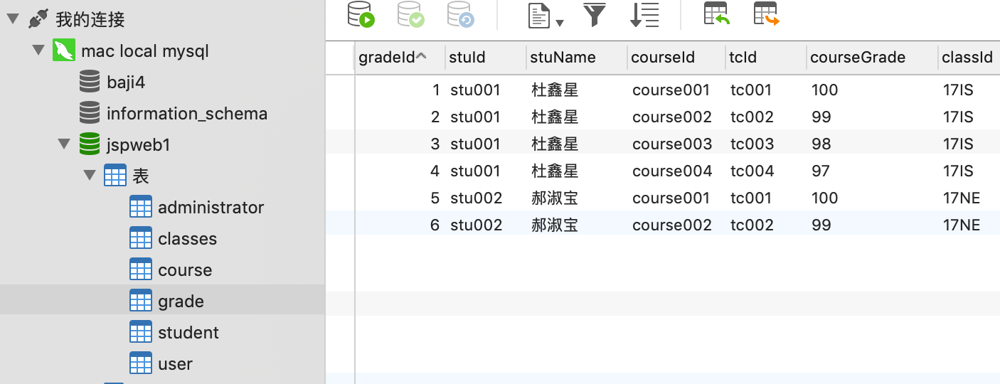 我的连接
mac local mysql
baji4
information_schema
jspweb1
表
administrator
classes
course
grade
student
user
gradeId stuId stuName courseId tcId courseGrade classId
1 stu001 杜鑫星 course001 tc001 100 17IS
2 stu001 杜鑫星 course002 tc002 99 17IS
3 stu001 杜鑫星 course003 tc003 98 17IS
4 stu001 杜鑫星 course004 tc004 97 17IS
5 stu002 郝淑宝 course001 tc001 100 17NE
6 stu002 郝淑宝 course002 tc002 99 17NE